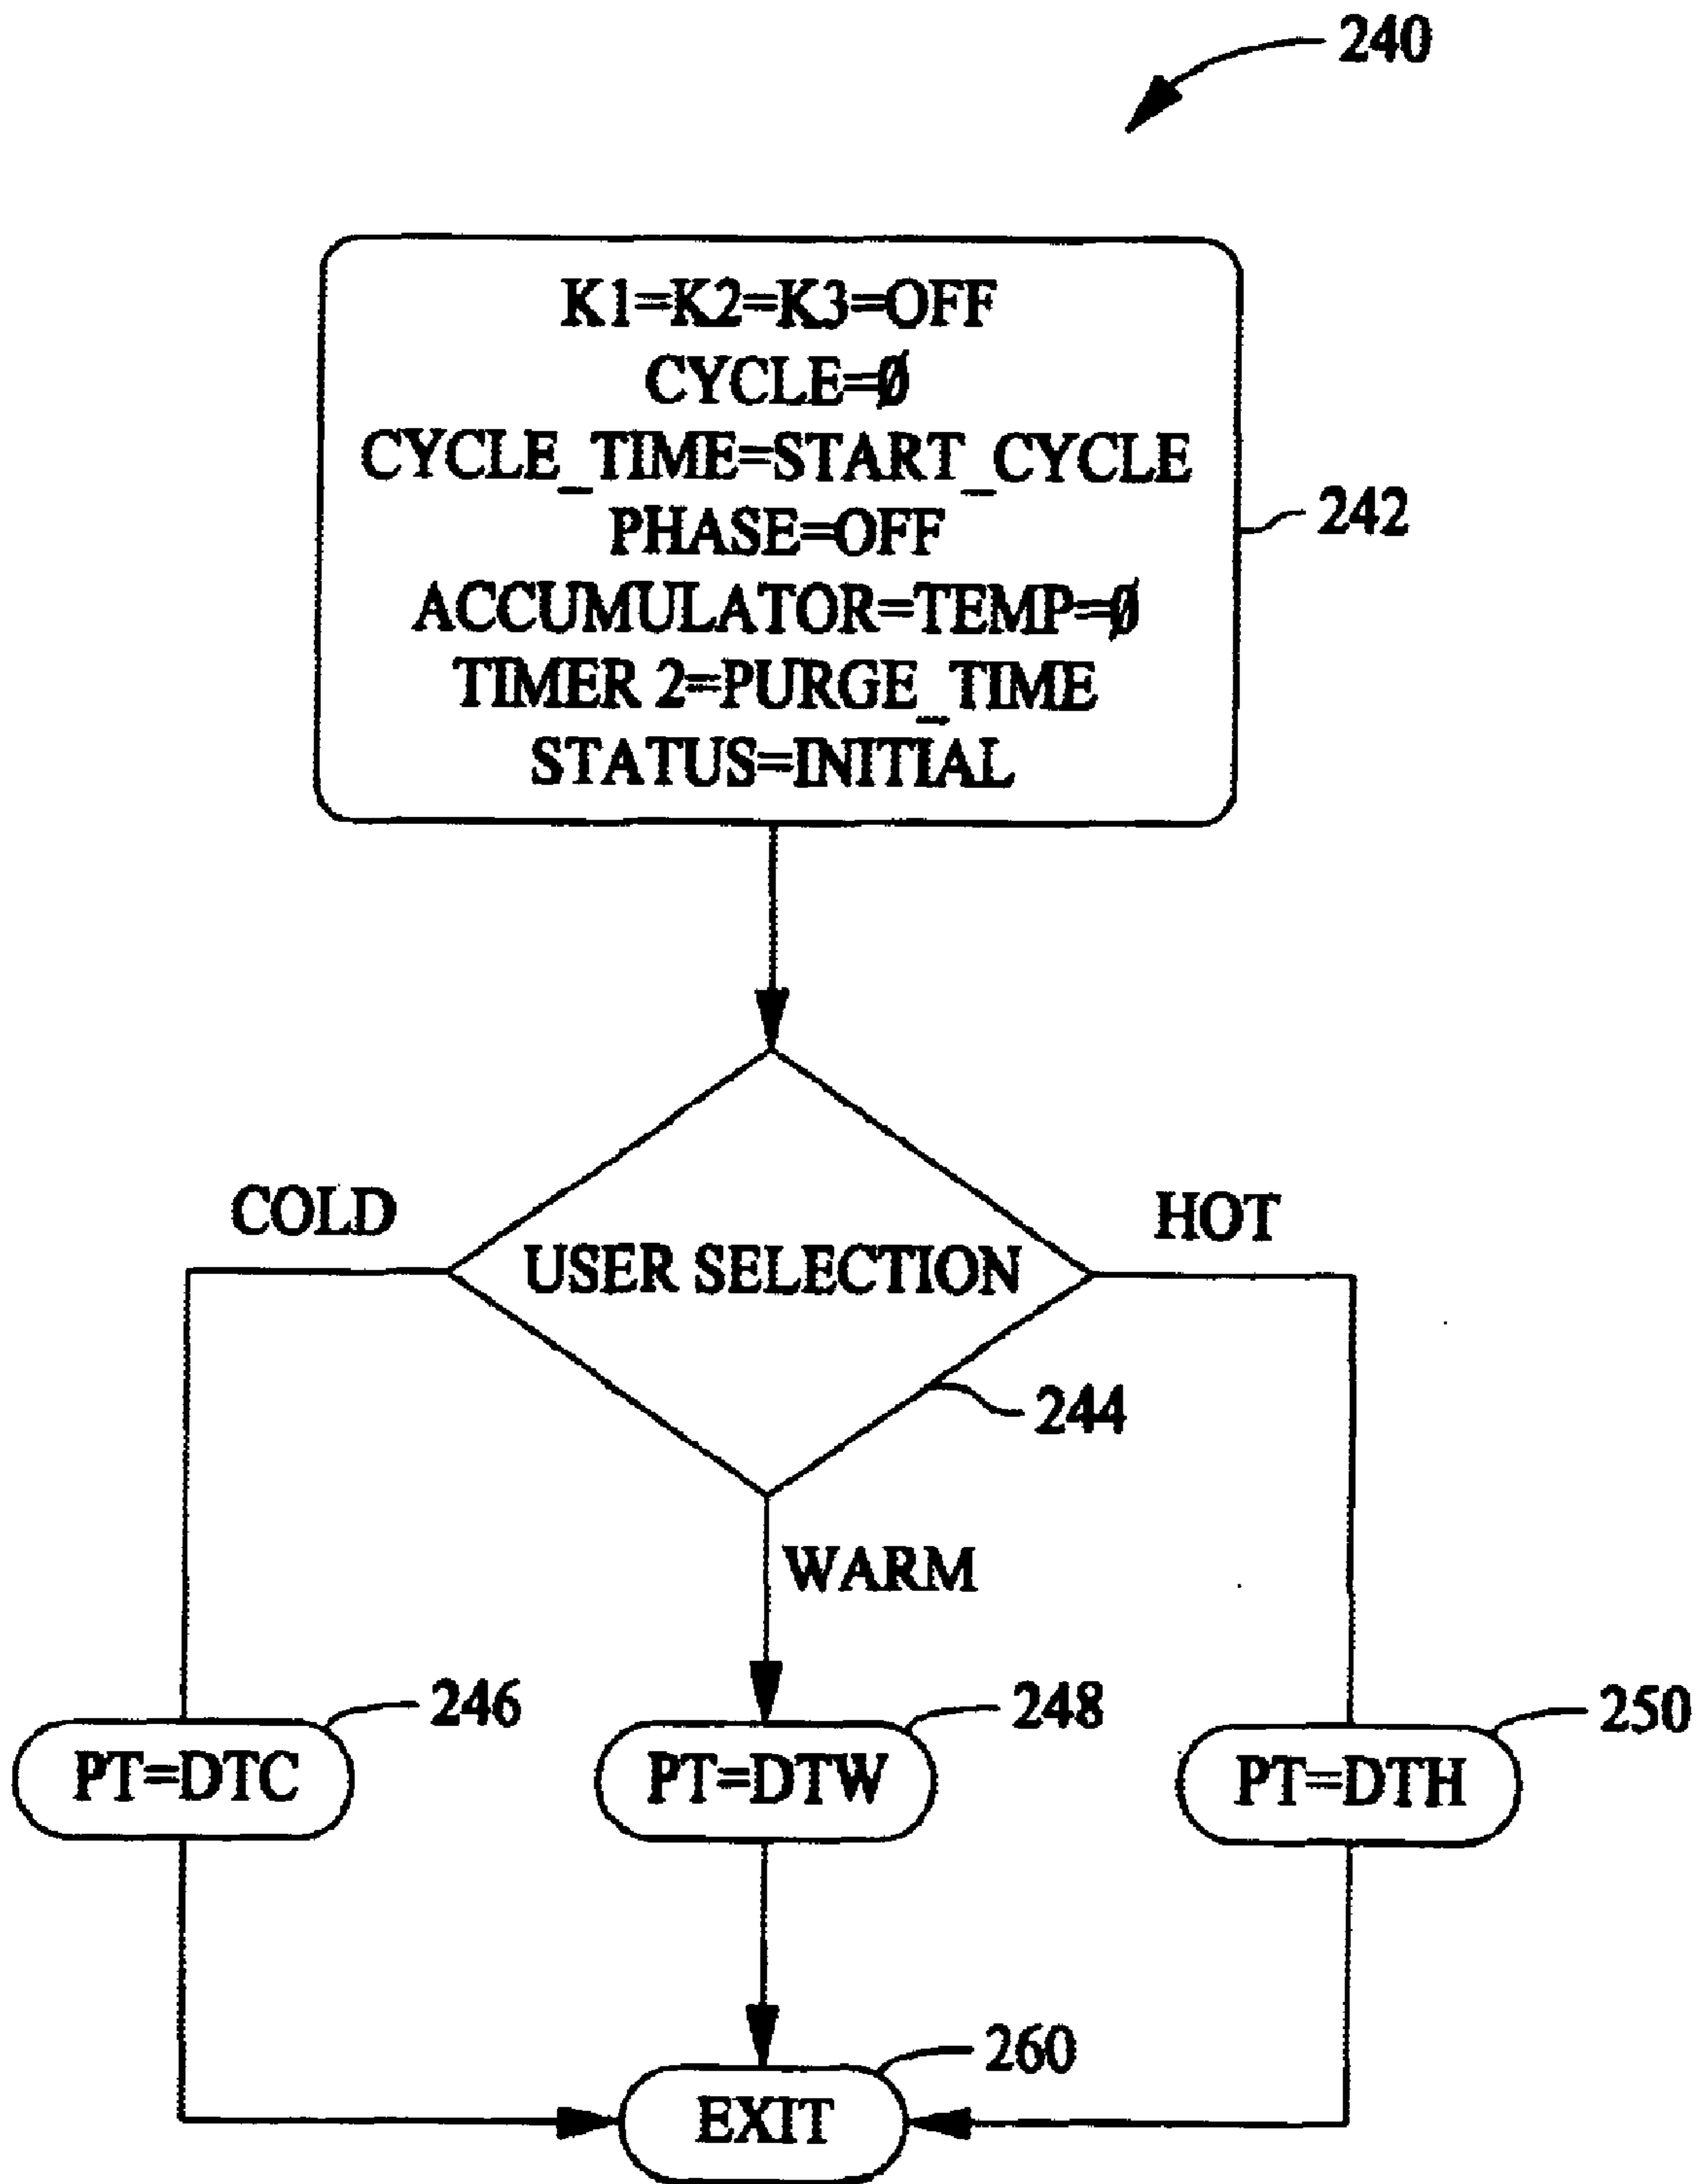 240
K1=K2=K3=OFF
CYCLE=Ø
CYCLE_TIME=START_CYCLE
PHASE=OFF
ACCUMULATOR=TEMP=Ø
TIMER 2=PURGE_TIME
STATUS=INITIAL
242
COLD
USER SELECTION
HOT
244
WARM
246
248
250
PT=DTC
PT=DTW
PT=DTH
260
EXIT